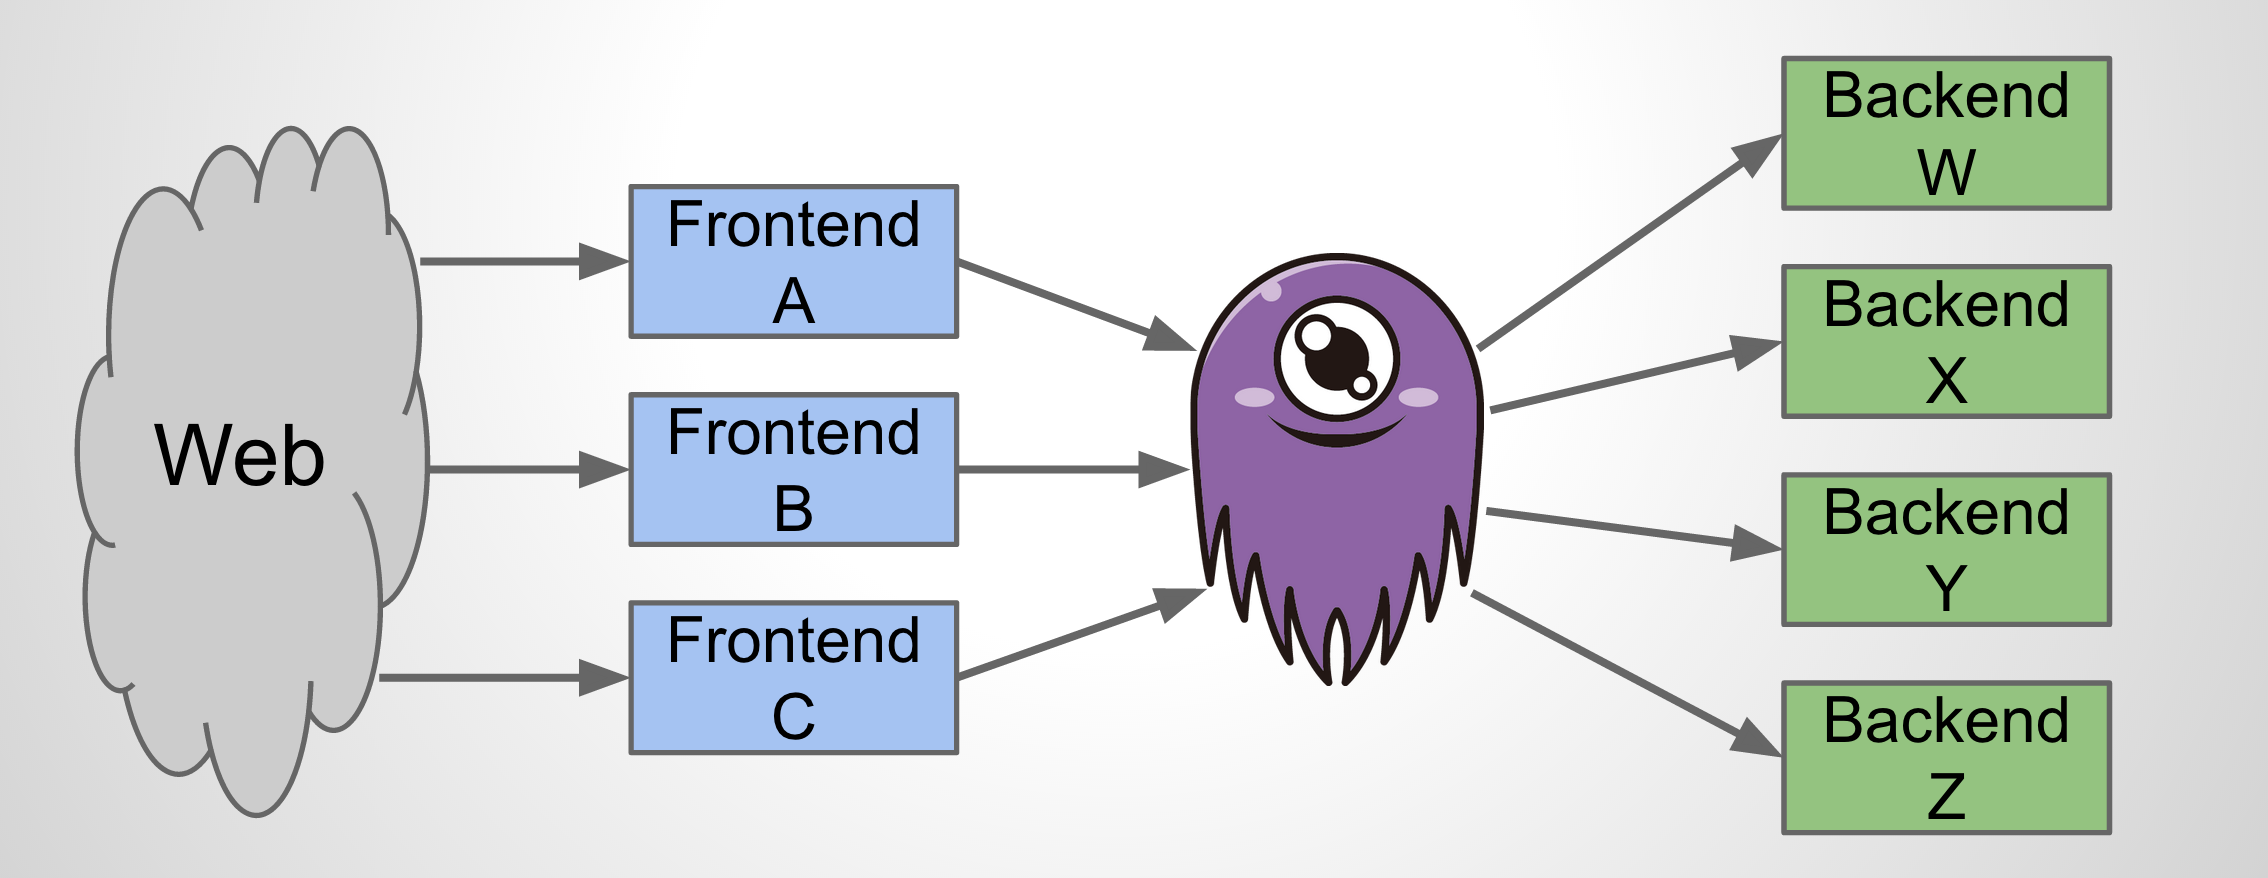 Web
Frontend
A
Frontend
B
Frontend
C
Backend
W
Backend
X
Backend
Y
Backend
Z